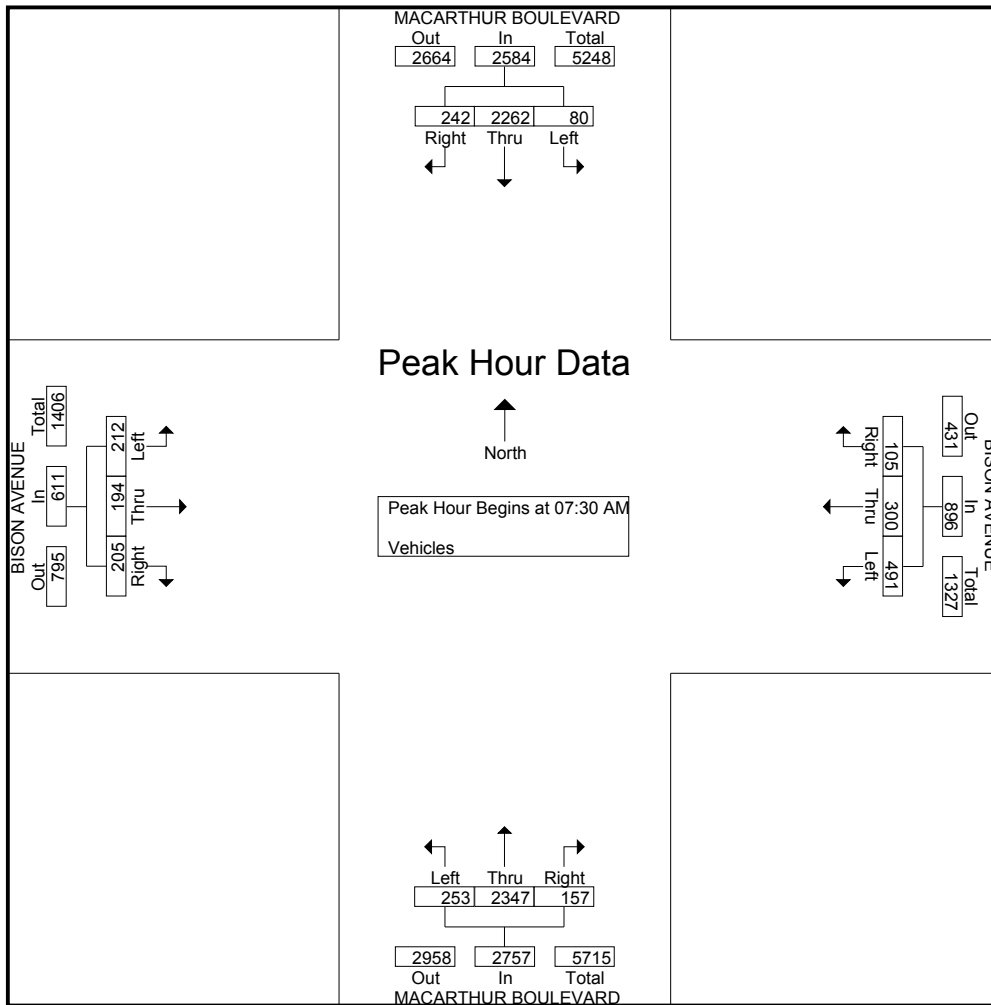 MACARTHUR BOULEVARD
Out In Total
2664 2584 5248
242 2262 80
Right Thru Left
Peak Hour Data
North
Peak Hour Begins at 07:30 AM
Vehicles
BISON AVENUE
Total In Out
1406 611 795
212 194 205
Left Thru Right
Right Thru Left
105 300 491
Out In Total
431 896 1327
BISON AVENUE
Left Thru Right
253 2347 157
2958 2757 5715
Out In Total
MACARTHUR BOULEVARD